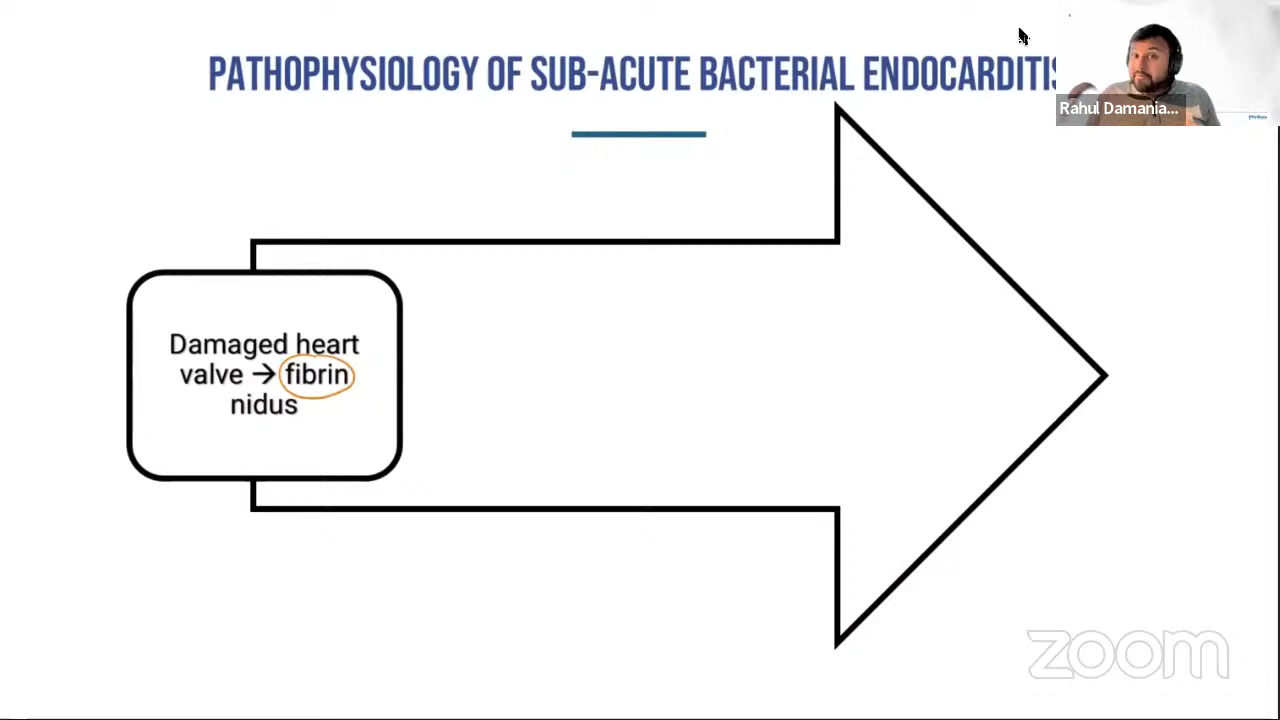 PATHOPHYSIOLOGY OF SUB-ACUTE BACTERIAL ENDOCARDITIS
Rahul Damania...
Damaged heart
valve → fibrin
nidus
zoom